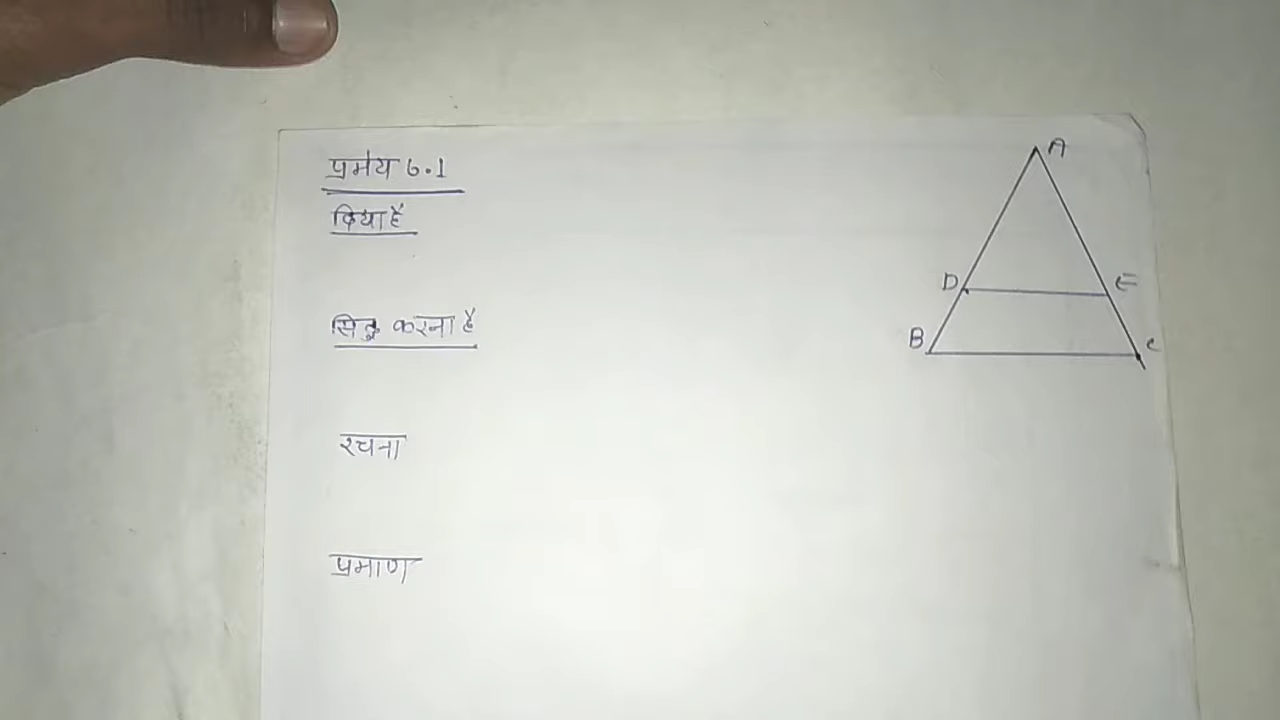 प्रमेय 6.1
दिया है
सिद्ध करना है
रचना
प्रमाण
A
D
E
B
C